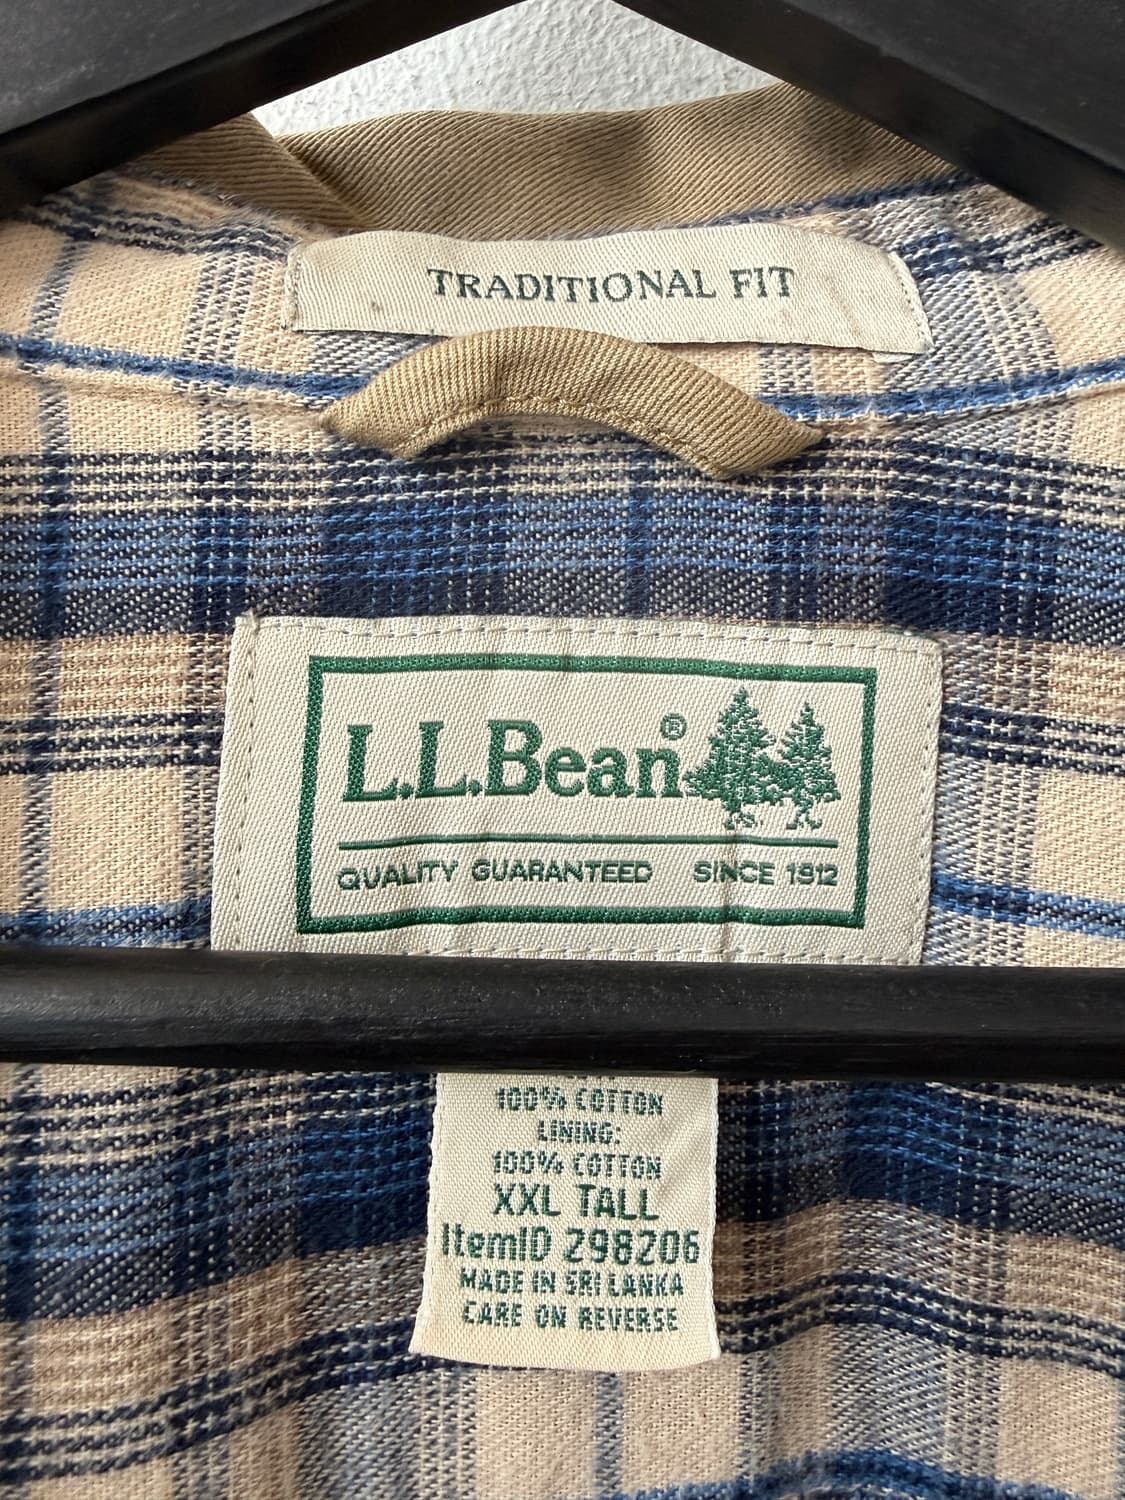 TRADITIONAL FIT
L.L.Bean®
QUALITY GUARANTEED SINCE 1912
100% COTTON
LINING:
100% COTTON
XXL TALL
ItemID 298206
MADE IN SRI LANKA
CARE ON REVERSE